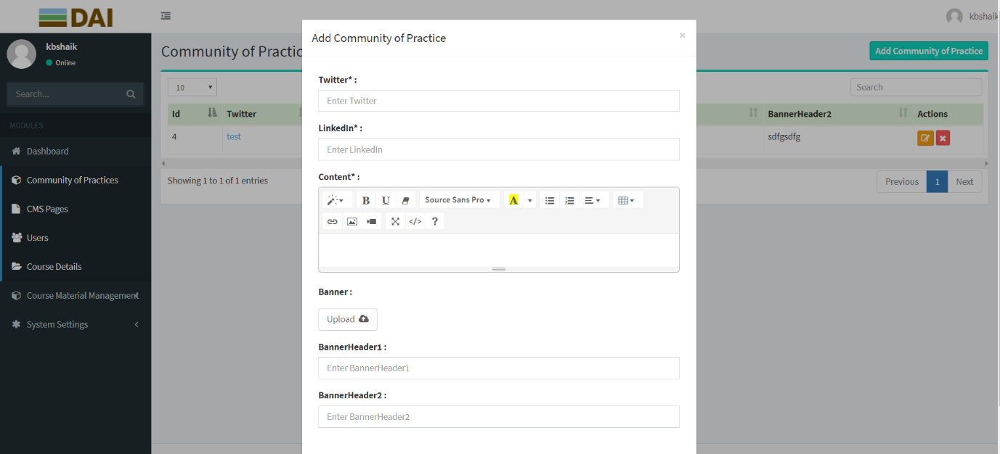 DAI
kbshaik
kbshaik
Online
Search...
MODULES
Dashboard
Community of Practices
CMS Pages
Users
Course Details
Course Material Management
System Settings
Community of Practic
Add Community of Practice
10
Search
Id
Twitter
BannerHeader2
Actions
4
test
sdfgsdfg
Showing 1 to 1 of 1 entries
Previous
1
Next
Add Community of Practice
×
Twitter* :
Enter Twitter
LinkedIn* :
Enter LinkedIn
Content* :
B U Source Sans Pro A
</> ?
Banner :
Upload
BannerHeader1 :
Enter BannerHeader1
BannerHeader2 :
Enter BannerHeader2